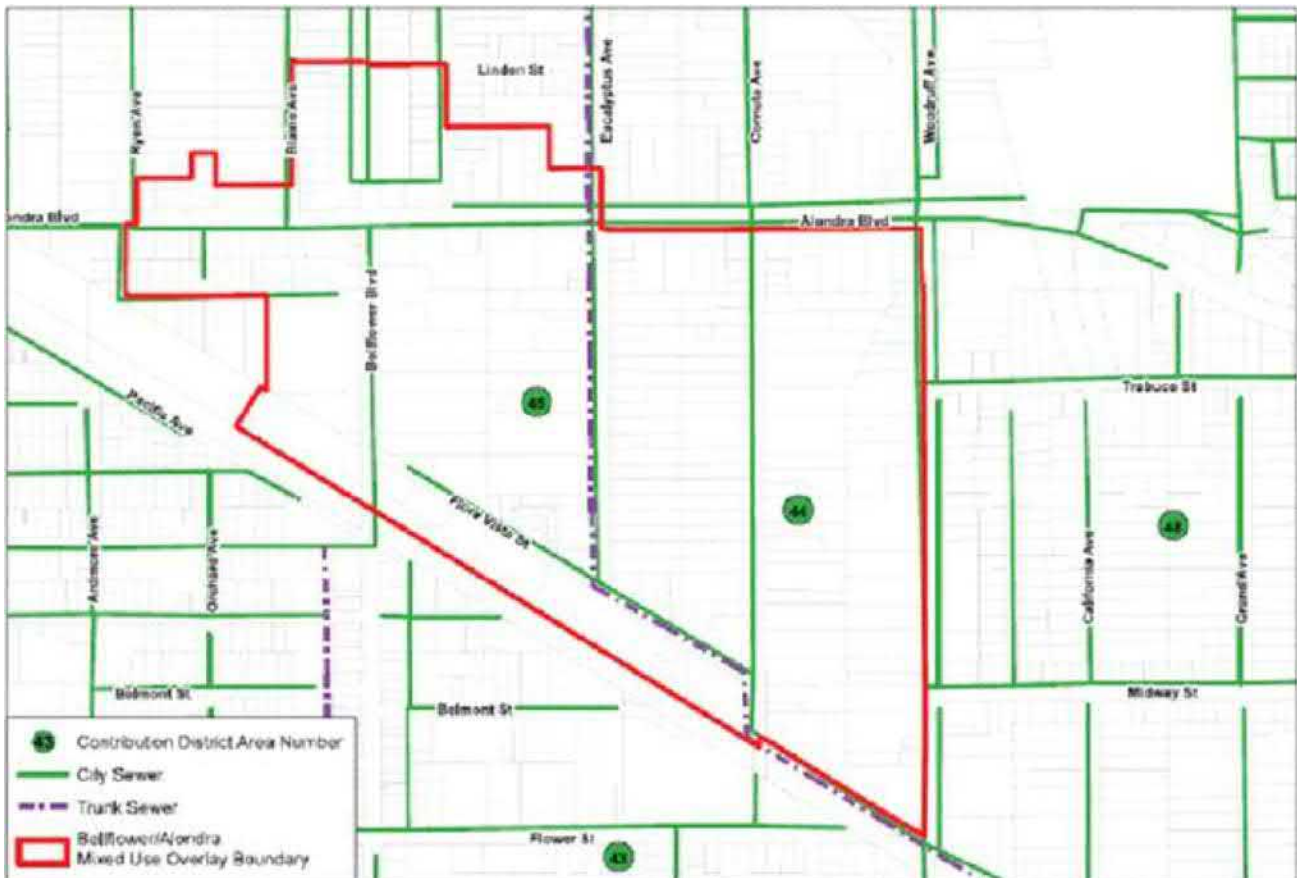 Linden St
Eucalyptus Ave
Cornuta Ave
Woodruff Ave
Ryon Ave
Blaine Ave
ondra Blvd
Alondra Blvd
Bellflower Blvd
Trabuco St
Pacific Ave
45
Flora Vista St
44
48
Ardmore Ave
Orchard Ave
California Ave
Grand Ave
Belmont St
Belmont St
Midway St
43 Contribution District Area Number
City Sewer
Trunk Sewer
Bellflower/Alondra
Mixed Use Overlay Boundary
Flower St
43